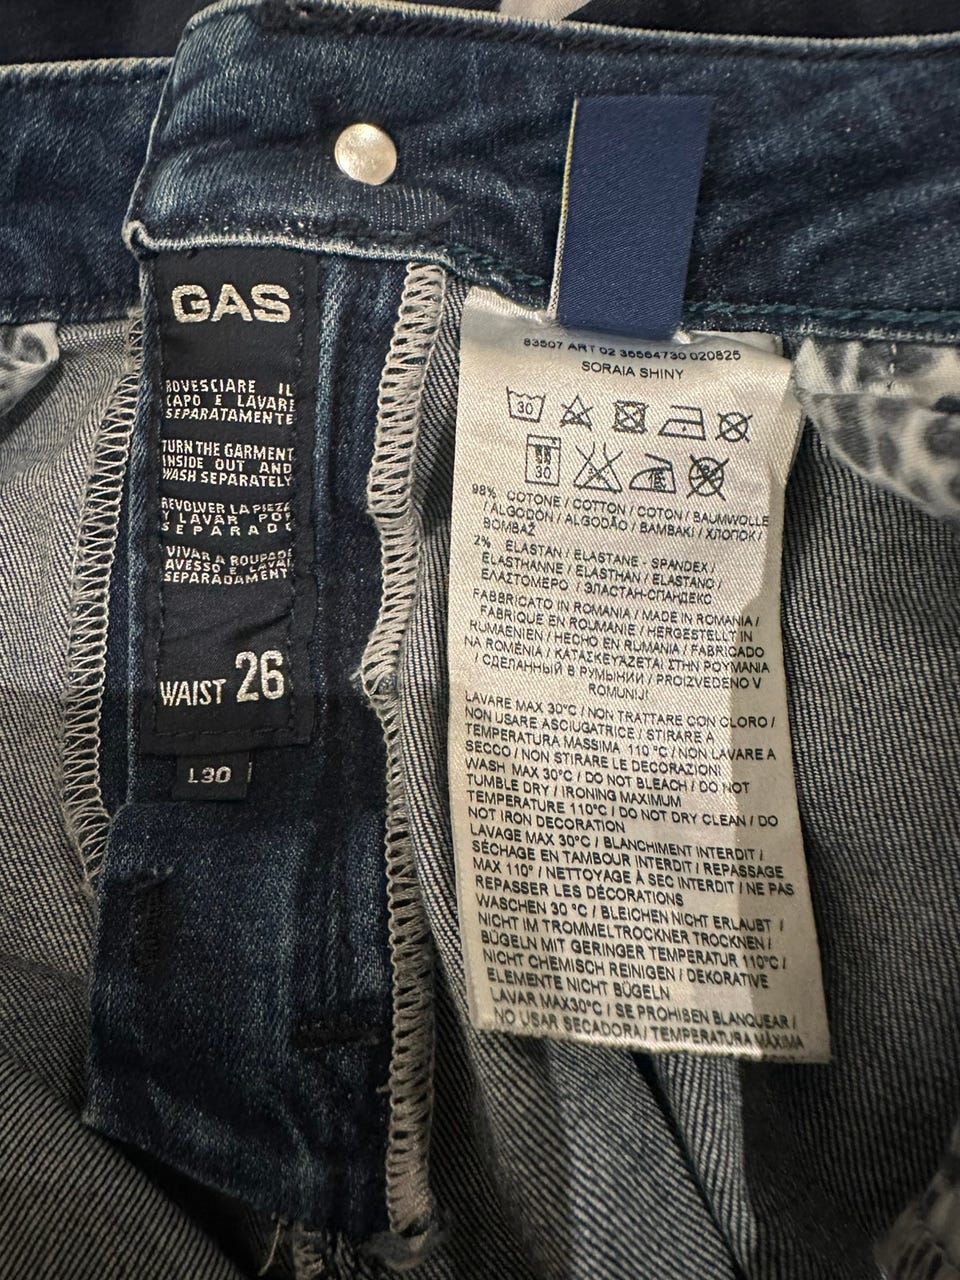 GAS
ROVESCIARE IL
CAPO E LAVARE
SEPARATAMENTE
TURN THE GARMENT
INSIDE OUT AND
WASH SEPARATELY
REVOLVER LA PIEZA
Y LAVAR POR
SEPARADO
VIVAR A ROUPADE
AVESSO E LAVAR
SEPARADAMENT
WAIST 26
L30
83507 ART 02 36564730 020825
SORAIA SHINY
30
30
98% COTONE / COTTON / COTON / BAUMWOLLE
/ ALGODÓN / ALGODÃO / BAMBAKI / ХЛОПОК /
BOMBAŽ
2% ELASTAN / ELASTANE - SPANDEX /
ELASTHANNE / ELASTHAN / ELASTANO /
ΕΛΑΣΤΟΜΕΡΟ / ЭЛАСТАН-СПАНДЕКС
FABBRICATO IN ROMANIA / MADE IN ROMANIA /
FABRIQUE EN ROUMANIE / HERGESTELLT IN
RUMAENIEN / HECHO EN RUMANIA / FABRICADO
NA ROMÉNIA / ΚΑΤΑΣΚΕΥΑΖΕΤΑΙ ΣΤΗΝ ΡΟΥΜΑΝΙΑ
/ СДЕЛАННЫЙ В РУМЫНИИ / PROIZVEDENO V
ROMUNIJI
LAVARE MAX 30°C / NON TRATTARE CON CLORO /
NON USARE ASCIUGATRICE / STIRARE A
TEMPERATURA MASSIMA 110 °C / NON LAVARE A
SECCO / NON STIRARE LE DECORAZIONI
WASH MAX 30°C / DO NOT BLEACH / DO NOT
TUMBLE DRY / IRONING MAXIMUM
TEMPERATURE 110°C / DO NOT DRY CLEAN / DO
NOT IRON DECORATION
LAVAGE MAX 30°C / BLANCHIMENT INTERDIT /
SÉCHAGE EN TAMBOUR INTERDIT / REPASSAGE
MAX 110° / NETTOYAGE À SEC INTERDIT / NE PAS
REPASSER LES DÉCORATIONS
WASCHEN 30 °C / BLEICHEN NICHT ERLAUBT /
NICHT IM TROMMELTROCKNER TROCKNEN /
BÜGELN MIT GERINGER TEMPERATUR 110°C /
NICHT CHEMISCH REINIGEN / DEKORATIVE
ELEMENTE NICHT BÜGELN
LAVAR MAX30°C / SE PROHIBEN BLANQUEAR /
NO USAR SECADORA / TEMPERATURA MÁXIMA